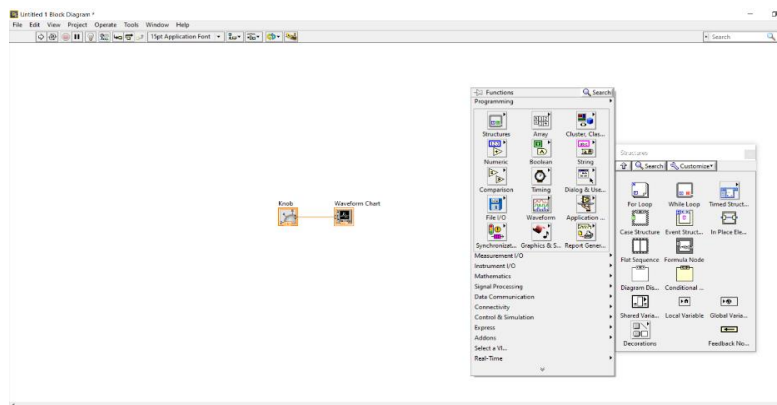 Untitled 1 Block Diagram *
File Edit View Project Operate Tools Window Help
15pt Application Font
Search
Functions
Search
Programming
Structures
Array
Cluster, Clas...
Numeric
Boolean
String
Comparison
Timing
Dialog & Use...
File I/O
Waveform
Application ...
Synchronizat...
Graphics & S...
Report Gener...
Measurement I/O
Instrument I/O
Mathematics
Signal Processing
Data Communication
Connectivity
Control & Simulation
Express
Addons
Select a VI...
Real-Time
Structures
Search
Customize
For Loop
While Loop
Timed Struct...
Case Structure
Event Struct...
In Place Ele...
Flat Sequence
Formula Node
Diagram Dis...
Conditional ...
Shared Varia...
Local Variable
Global Varia...
Decorations
Feedback No...
Knob
Waveform Chart